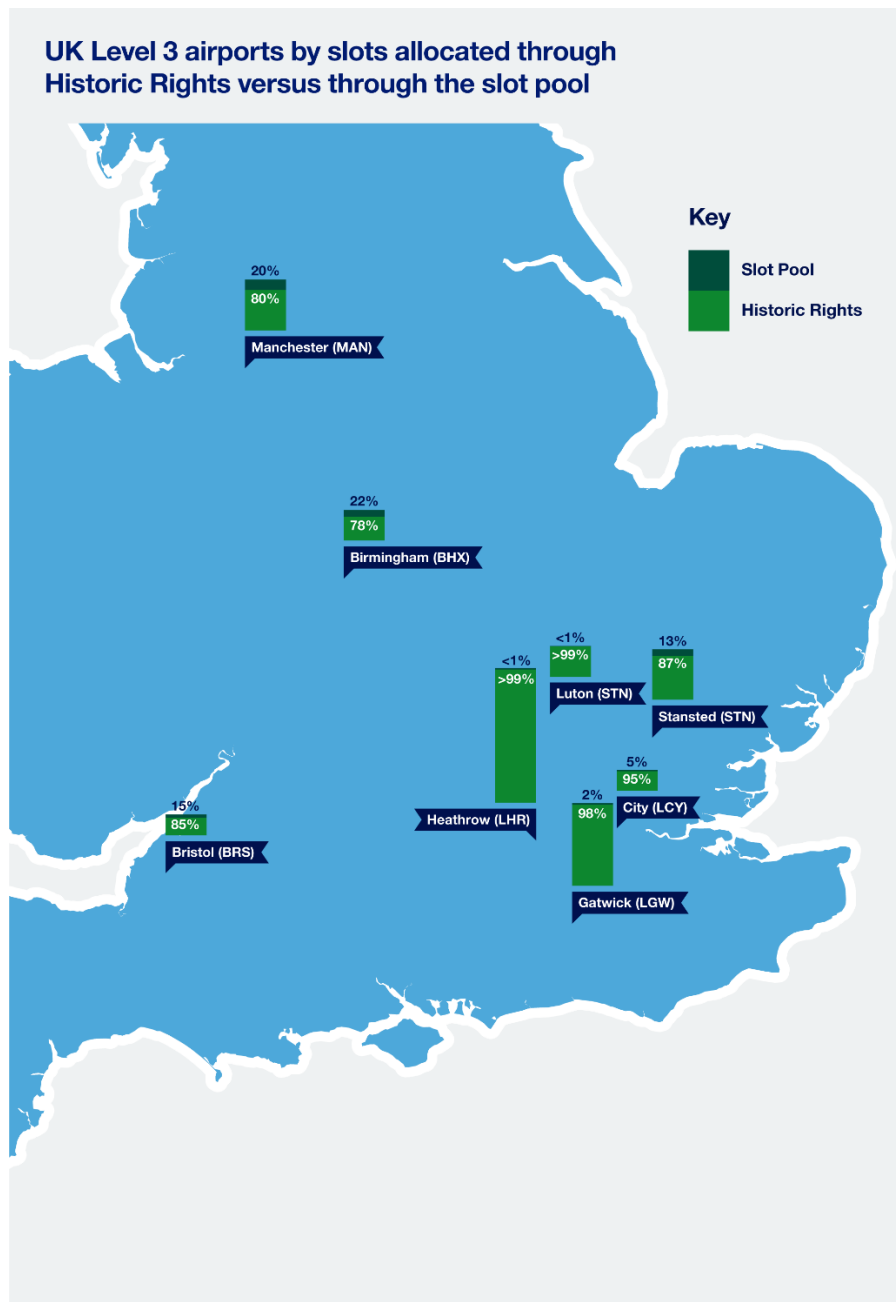 UK Level 3 airports by slots allocated through
Historic Rights versus through the slot pool
Key
Slot Pool
Historic Rights
20%
80%
Manchester (MAN)
22%
78%
Birmingham (BHX)
<1%
>99%
Luton (STN)
13%
87%
Stansted (STN)
<1%
>99%
Heathrow (LHR)
5%
95%
City (LCY)
2%
98%
Gatwick (LGW)
15%
85%
Bristol (BRS)